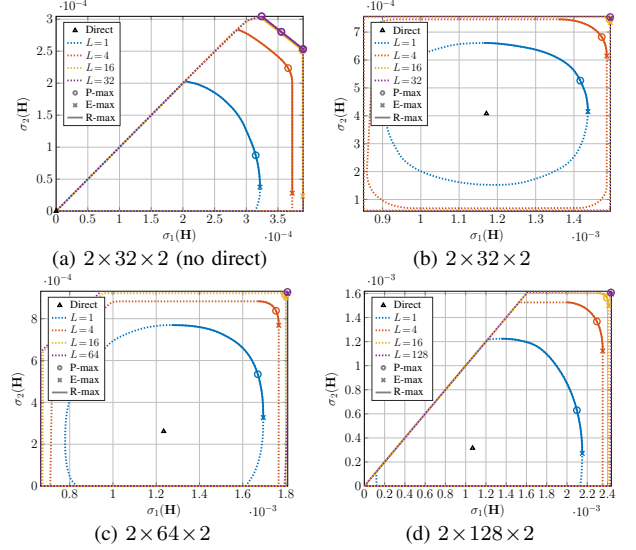 ·10⁻⁴
3
2.5
2
1.5
1
0.5
0
σ₂(H)
Direct
L=1
L=4
L=16
L=32
P-max
E-max
R-max
0 0.5 1 1.5 2 2.5 3 3.5
σ₁(H) ·10⁻⁴
(a) 2×32×2 (no direct)
·10⁻⁴
7
6
5
4
3
2
1
σ₂(H)
Direct
L=1
L=4
L=16
L=32
P-max
E-max
R-max
0.9 1 1.1 1.2 1.3 1.4
σ₁(H) ·10⁻³
(b) 2×32×2
·10⁻⁴
8
6
4
2
0
σ₂(H)
Direct
L=1
L=4
L=16
L=64
P-max
E-max
R-max
0.8 1 1.2 1.4 1.6 1.8
σ₁(H) ·10⁻³
(c) 2×64×2
·10⁻³
1.6
1.4
1.2
1
0.8
0.6
0.4
0.2
0
σ₂(H)
Direct
L=1
L=4
L=16
L=128
P-max
E-max
R-max
0 0.2 0.4 0.6 0.8 1 1.2 1.4 1.6 1.8 2 2.2 2.4
σ₁(H) ·10⁻³
(d) 2×128×2